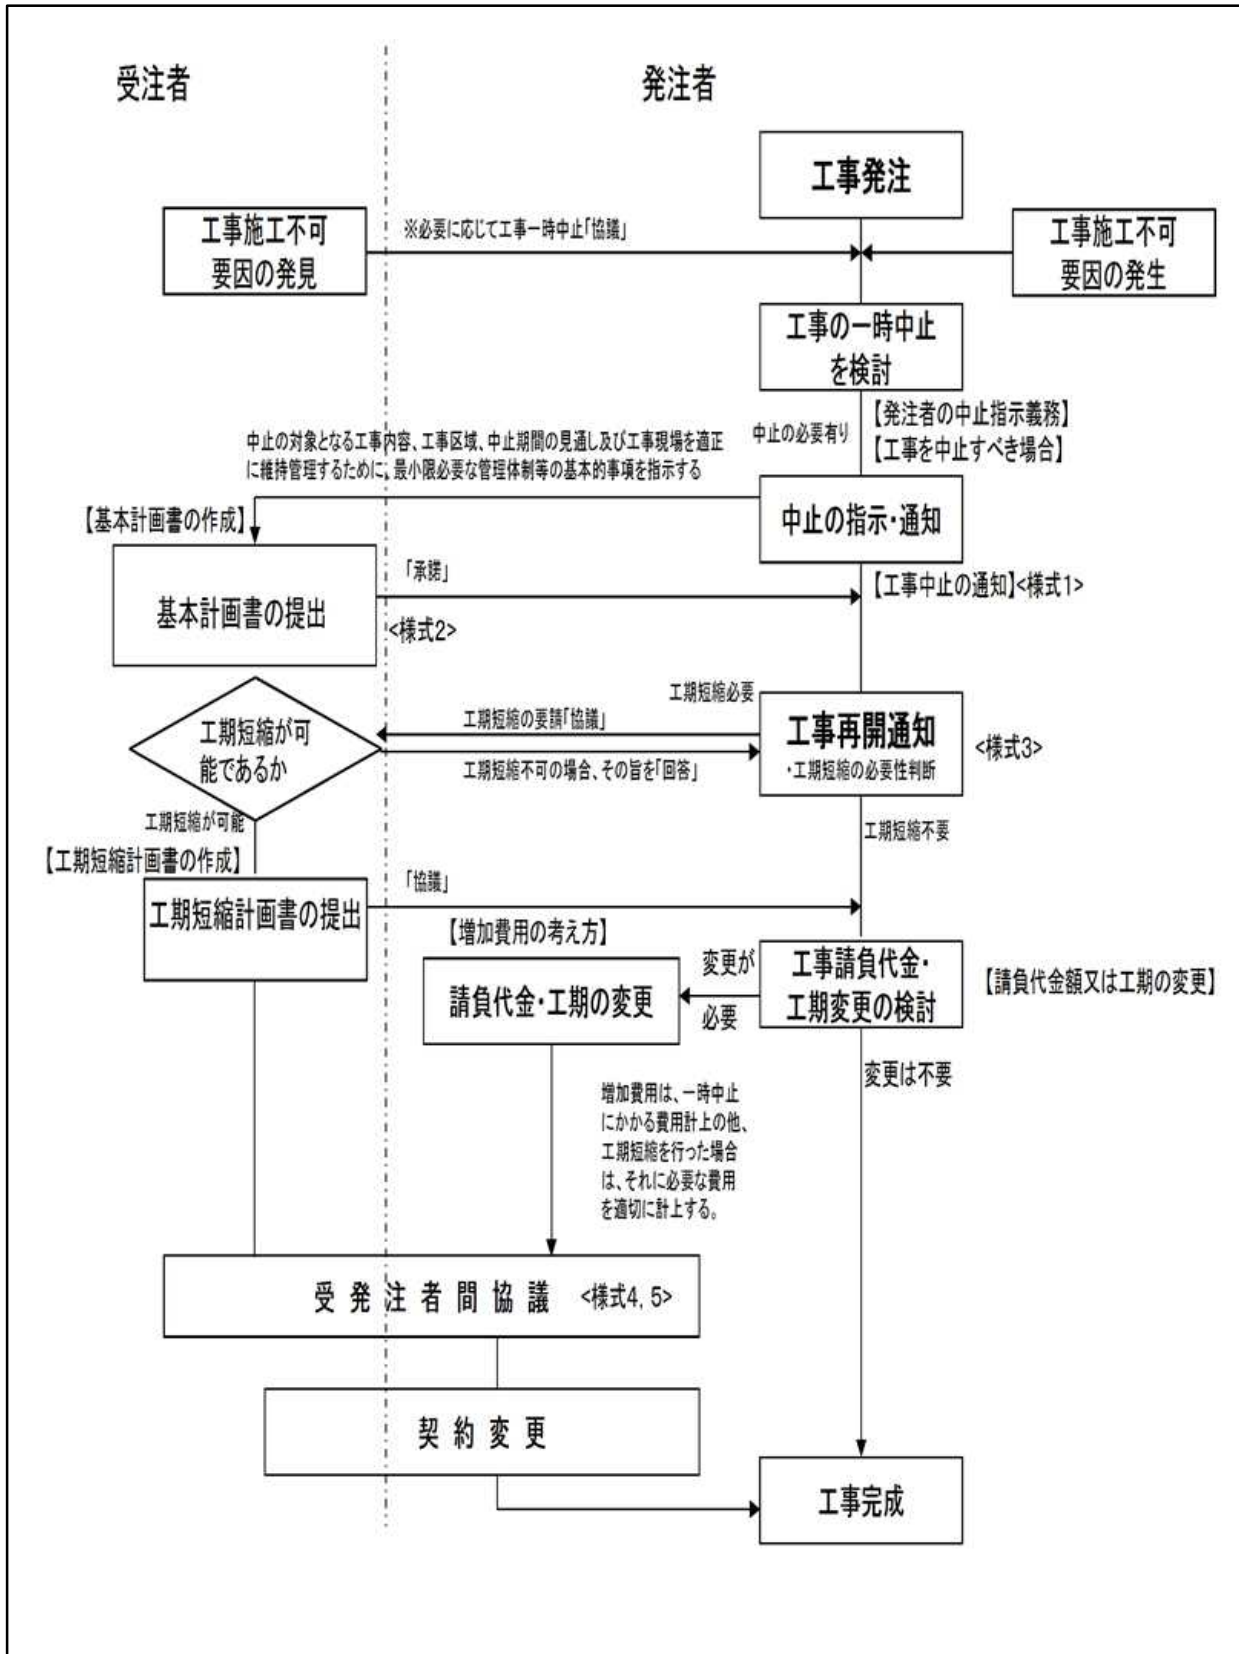 受注者
発注者
工事発注
工事施工不可
要因の発見
※必要に応じて工事一時中止｢協議｣
工事施工不可
要因の発生
工事の一時中止
を検討
中止の必要有り
【発注者の中止指示義務】
【工事を中止すべき場合】
中止の対象となる工事内容、工事区域、中止期間の見通し及び工事現場を適正
に維持管理するために、最小限必要な管理体制等の基本的事項を指示する
中止の指示・通知
【基本計画書の作成】
「承諾」
【工事中止の通知】<様式1>
基本計画書の提出
<様式2>
工期短縮必要
工期短縮の要請｢協議｣
工期短縮が可
能であるか
工事再開通知
・工期短縮の必要性判断
<様式3>
工期短縮不可の場合、その旨を｢回答｣
工期短縮が可能
工期短縮不要
【工期短縮計画書の作成】
「協議」
工期短縮計画書の提出
【増加費用の考え方】
変更が
必要
工事請負代金・
工期変更の検討
【請負代金額又は工期の変更】
請負代金・工期の変更
変更は不要
増加費用は、一時中止
にかかる費用計上の他、
工期短縮を行った場合
は、それに必要な費用
を適切に計上する。
受発注者間協議 <様式4, 5>
契約変更
工事完成